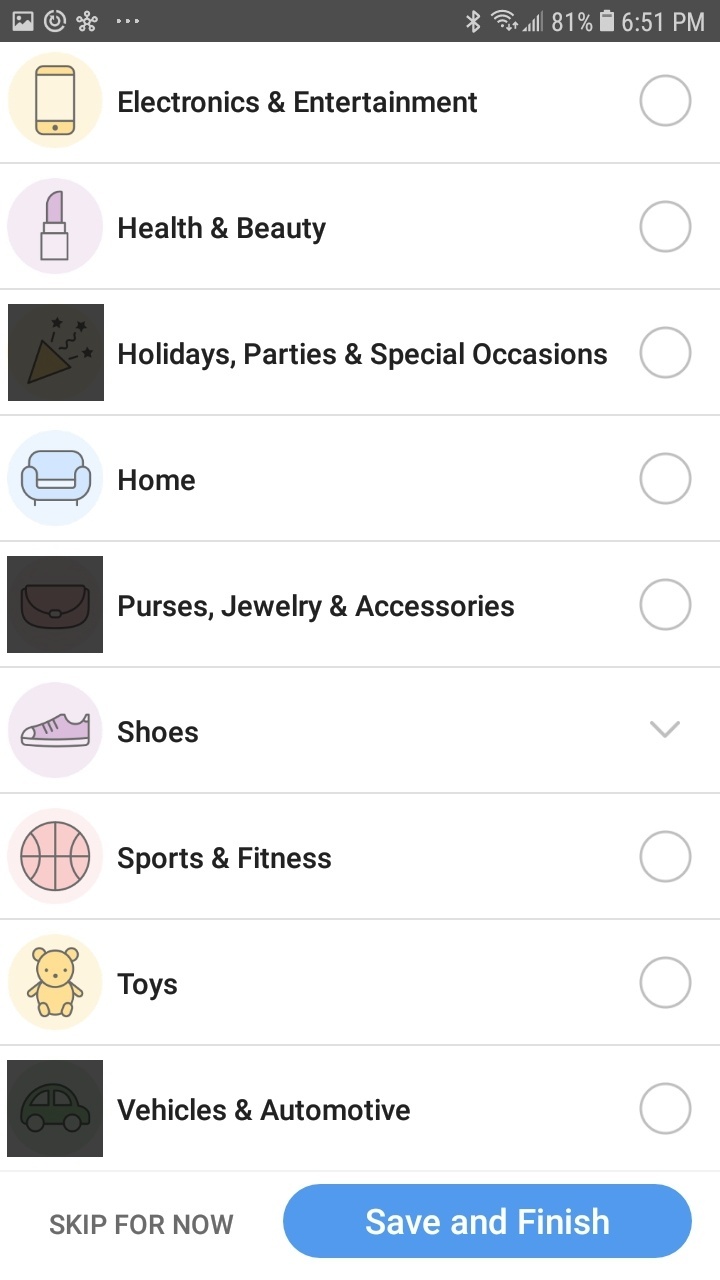 81% 6:51 PM
Electronics & Entertainment
Health & Beauty
Holidays, Parties & Special Occasions
Home
Purses, Jewelry & Accessories
Shoes
Sports & Fitness
Toys
Vehicles & Automotive
SKIP FOR NOW Save and Finish